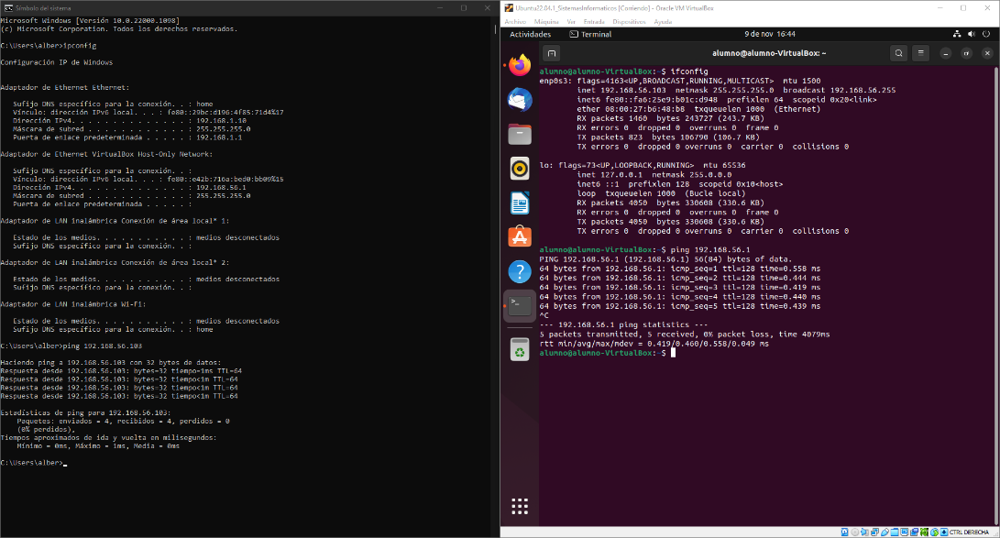 Símbolo del sistema
Microsoft Windows [Versión 10.0.22000.1098]
(c) Microsoft Corporation. Todos los derechos reservados.
C:\Users\alber>ipconfig
Configuración IP de Windows
Adaptador de Ethernet Ethernet:
Sufijo DNS específico para la conexión. . : home
Vínculo: dirección IPv6 local. . . : fe80::29bc:d196:4f85:71d4%17
Dirección IPv4. . . . . . . . . . . . . . : 192.168.1.10
Máscara de subred . . . . . . . . . . . . : 255.255.255.0
Puerta de enlace predeterminada . . . . . : 192.168.1.1
Adaptador de Ethernet VirtualBox Host-Only Network:
Sufijo DNS específico para la conexión. . :
Vínculo: dirección IPv6 local. . . : fe80::e42b:716a:bed0:bb09%15
Dirección IPv4. . . . . . . . . . . . . . : 192.168.56.1
Máscara de subred . . . . . . . . . . . . : 255.255.255.0
Puerta de enlace predeterminada . . . . . :
Adaptador de LAN inalámbrica Conexión de área local* 1:
Estado de los medios. . . . . . . . . . . : medios desconectados
Sufijo DNS específico para la conexión. . :
Adaptador de LAN inalámbrica Conexión de área local* 2:
Estado de los medios. . . . . . . . . . . : medios desconectados
Sufijo DNS específico para la conexión. . :
Adaptador de LAN inalámbrica Wi-Fi:
Estado de los medios. . . . . . . . . . . : medios desconectados
Sufijo DNS específico para la conexión. . : home
C:\Users\alber>ping 192.168.56.103
Haciendo ping a 192.168.56.103 con 32 bytes de datos:
Respuesta desde 192.168.56.103: bytes=32 tiempo=1ms TTL=64
Respuesta desde 192.168.56.103: bytes=32 tiempo<1m TTL=64
Respuesta desde 192.168.56.103: bytes=32 tiempo<1m TTL=64
Respuesta desde 192.168.56.103: bytes=32 tiempo<1m TTL=64
Estadísticas de ping para 192.168.56.103:
Paquetes: enviados = 4, recibidos = 4, perdidos = 0
(0% perdidos),
Tiempos aproximados de ida y vuelta en milisegundos:
Mínimo = 0ms, Máximo = 1ms, Media = 0ms
C:\Users\alber>
Ubuntu22.04.1_SistemasInformaticos [Corriendo] - Oracle VM VirtualBox
Archivo Máquina Ver Entrada Dispositivos Ayuda
Actividades Terminal 9 de nov 16:44
alumno@alumno-VirtualBox: ~
alumno@alumno-VirtualBox:~$ ifconfig
enp0s3: flags=4163<UP,BROADCAST,RUNNING,MULTICAST> mtu 1500
inet 192.168.56.103 netmask 255.255.255.0 broadcast 192.168.56.255
inet6 fe80::fa6:25e9:b01c:d948 prefixlen 64 scopeid 0x20<link>
ether 08:00:27:b6:48:b8 txqueuelen 1000 (Ethernet)
RX packets 1460 bytes 243727 (243.7 KB)
RX errors 0 dropped 0 overruns 0 frame 0
TX packets 823 bytes 106790 (106.7 KB)
TX errors 0 dropped 0 overruns 0 carrier 0 collisions 0
lo: flags=73<UP,LOOPBACK,RUNNING> mtu 65536
inet 127.0.0.1 netmask 255.0.0.0
inet6 ::1 prefixlen 128 scopeid 0x10<host>
loop txqueuelen 1000 (Bucle local)
RX packets 4050 bytes 330608 (330.6 KB)
RX errors 0 dropped 0 overruns 0 frame 0
TX packets 4050 bytes 330608 (330.6 KB)
TX errors 0 dropped 0 overruns 0 carrier 0 collisions 0
alumno@alumno-VirtualBox:~$ ping 192.168.56.1
PING 192.168.56.1 (192.168.56.1) 56(84) bytes of data.
64 bytes from 192.168.56.1: icmp_seq=1 ttl=128 time=0.558 ms
64 bytes from 192.168.56.1: icmp_seq=2 ttl=128 time=0.444 ms
64 bytes from 192.168.56.1: icmp_seq=3 ttl=128 time=0.419 ms
64 bytes from 192.168.56.1: icmp_seq=4 ttl=128 time=0.440 ms
64 bytes from 192.168.56.1: icmp_seq=5 ttl=128 time=0.439 ms
^C
--- 192.168.56.1 ping statistics ---
5 packets transmitted, 5 received, 0% packet loss, time 4079ms
rtt min/avg/max/mdev = 0.419/0.460/0.558/0.049 ms
alumno@alumno-VirtualBox:~$
CTRL DERECHA